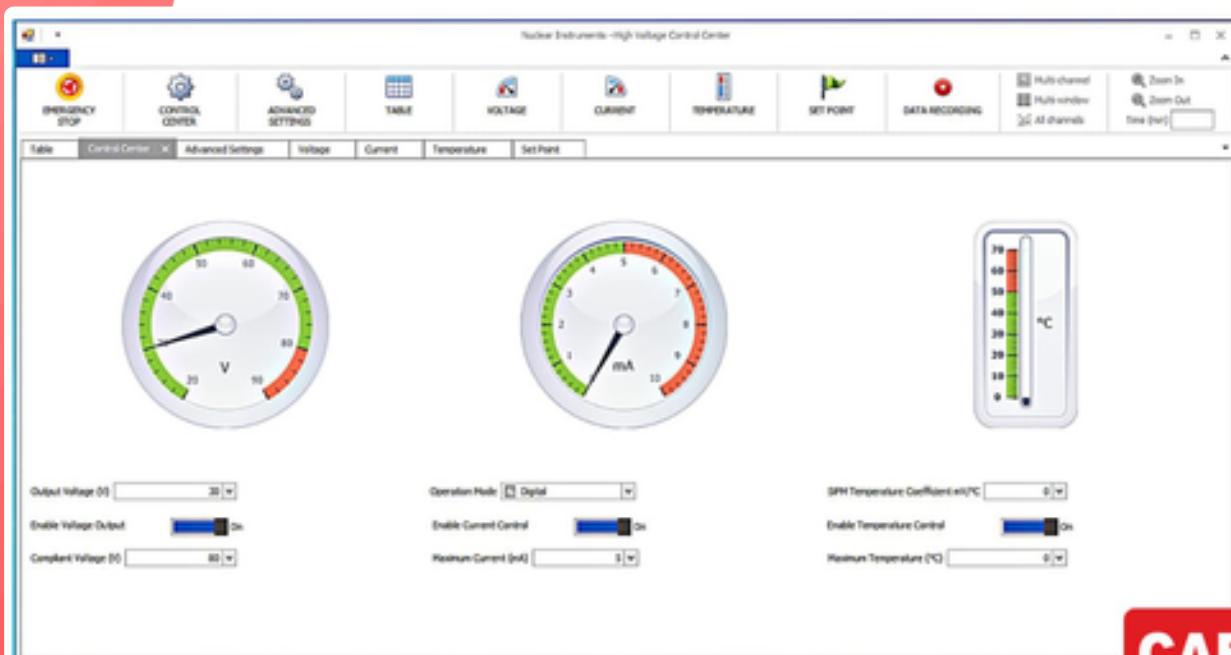 Nuclear Instruments - High Voltage Control Center
EMERGENCY STOP
CONTROL CENTER
ADVANCED SETTINGS
TABLE
VOLTAGE
CURRENT
TEMPERATURE
SET POINT
DATA RECORDING
Multi channel
Multi window
All channels
Zoom In
Zoom Out
Time (hr)
Table Control Center x Advanced Settings Voltage Current Temperature Set Point
20 40 50 60 70 80 90
V
1 2 3 4 5 6 7 8 9 10
mA
70
60
50
40
30
20
10
0
°C
Output Voltage (V) 30
Operation Mode Digital
SiPM Temperature Coefficient mV/°C 0
Enable Voltage Output On
Enable Current Control On
Enable Temperature Control On
Compliant Voltage (V) 80
Maximum Current (mA) 5
Maximum Temperature (°C) 0